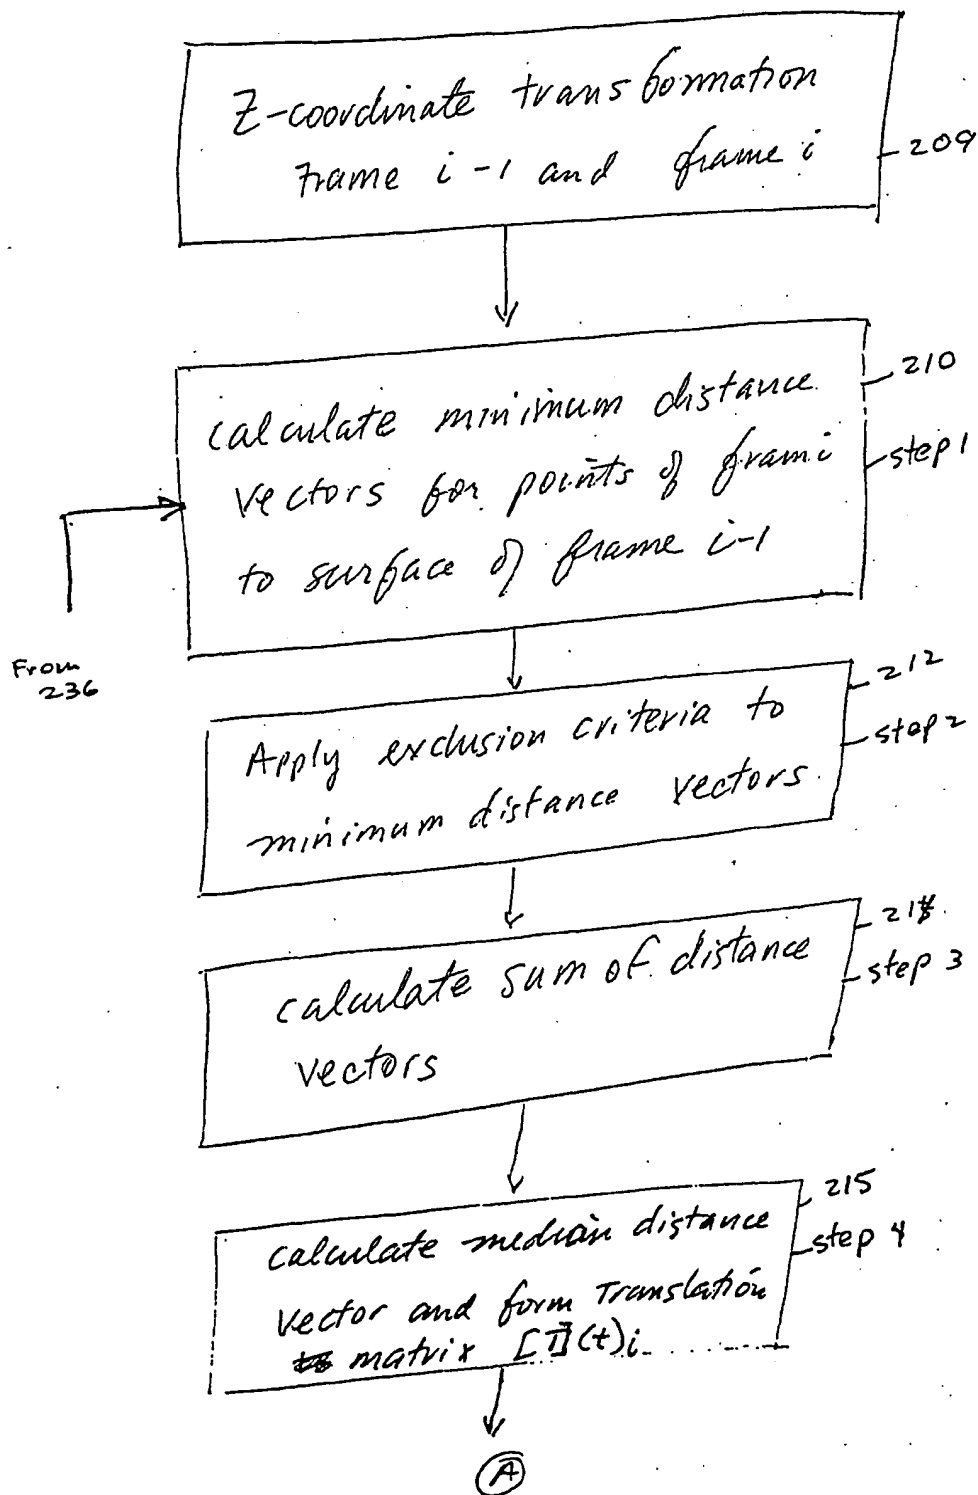 Z-coordinate transformation
Frame i-1 and frame i
209
calculate minimum distance
vectors for points of frami
to surface of frame i-1
210
step 1
From
236
Apply exclusion criteria to
minimum distance vectors.
212
step 2
calculate sum of distance
vectors
step 3
calculate median distance
vector and form Translation
matrix [T](t)i
215
step 4
A